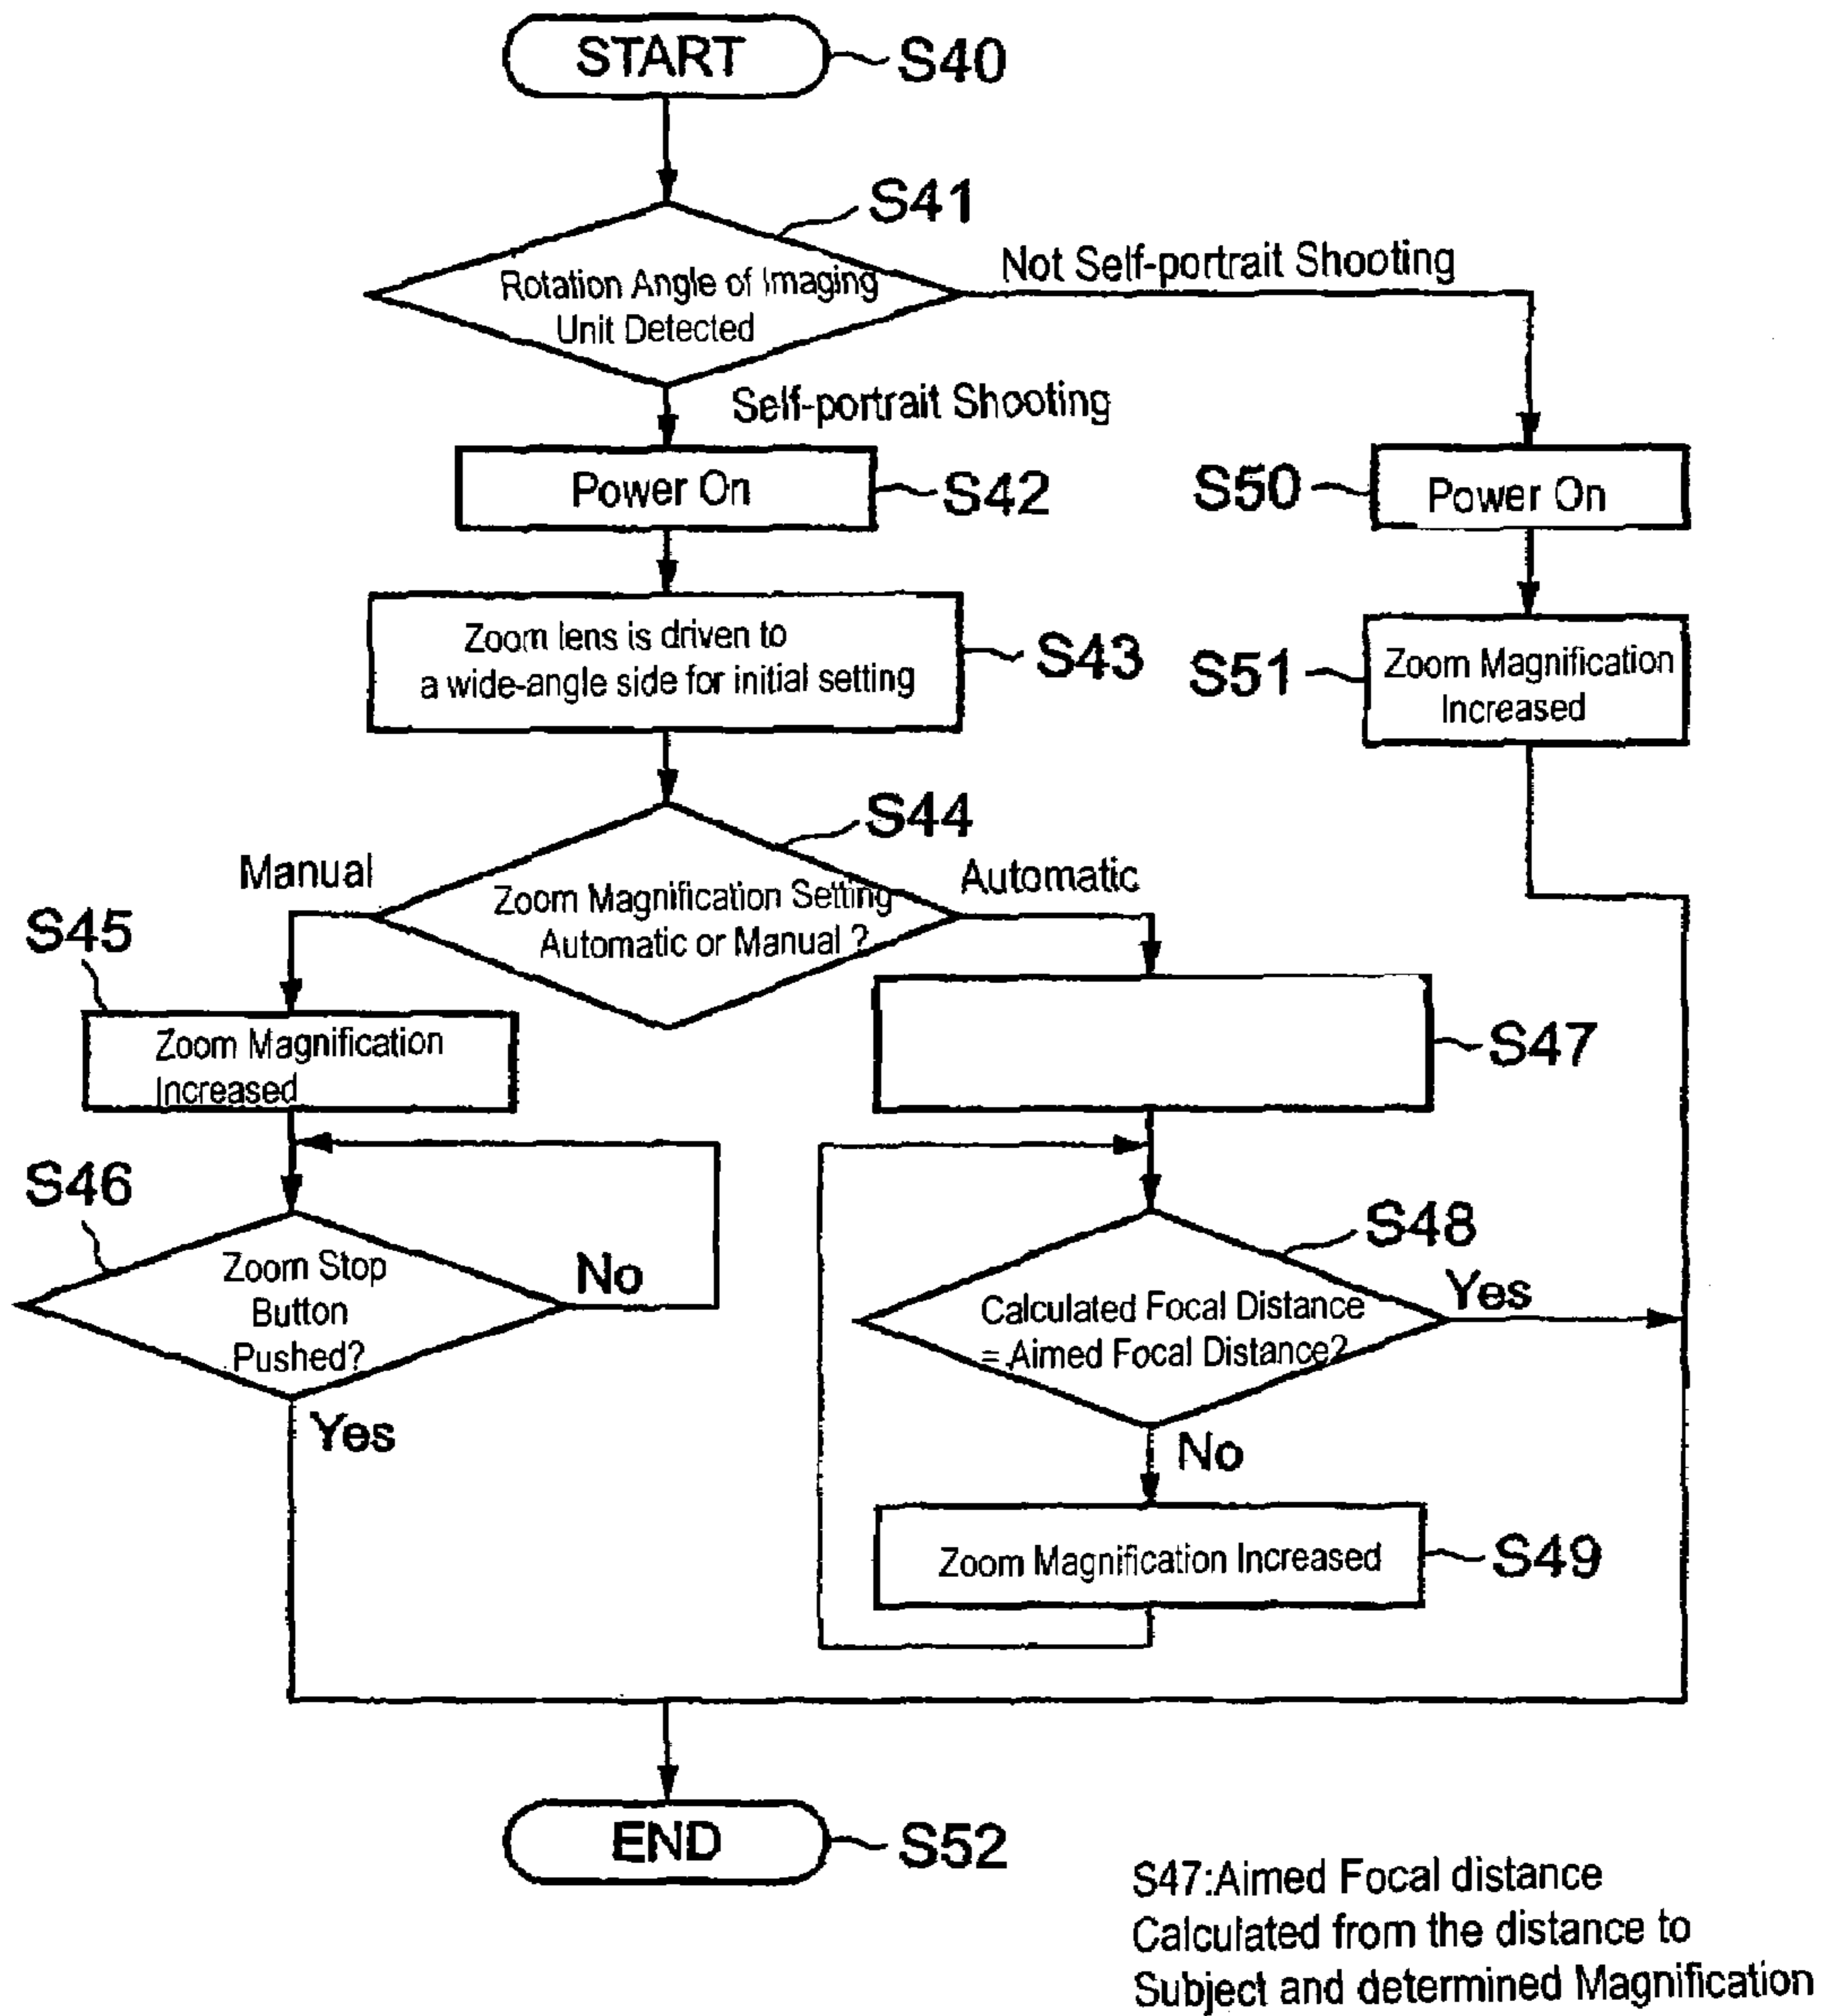 START
S40
S41
Rotation Angle of Imaging
Unit Detected
Not Self-portrait Shooting
Self-portrait Shooting
Power On
S42
S50
Power On
Zoom lens is driven to
a wide-angle side for initial setting
S43
S51
Zoom Magnification
Increased
S44
Manual
Zoom Magnification Setting
Automatic or Manual ?
Automatic
S45
Zoom Magnification
Increased
S47
S46
Zoom Stop
Button
Pushed?
No
Yes
S48
Calculated Focal Distance
= Aimed Focal Distance?
Yes
No
Zoom Magnification Increased
S49
END
S52
S47:Aimed Focal distance
Calculated from the distance to
Subject and determined Magnification